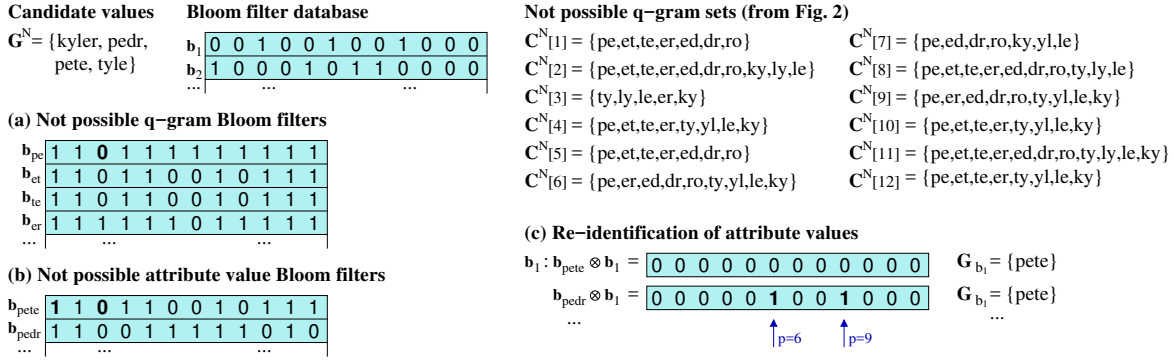 Candidate values
G^N = {kyler, pedr,
pete, tyle}
Bloom filter database
b1 0 0 1 0 0 1 0 0 1 0 0 0
b2 1 0 0 0 1 0 1 1 0 0 0 0
... ... ...
(a) Not possible q−gram Bloom filters
b_pe 1 1 0 1 1 1 1 1 1 1 1 1
b_et 1 1 0 1 1 0 0 1 0 1 1 1
b_te 1 1 0 1 1 0 0 1 0 1 1 1
b_er 1 1 1 1 1 1 0 1 1 1 1 1
... ... ...
(b) Not possible attribute value Bloom filters
b_pete 1 1 0 1 1 0 0 1 0 1 1 1
b_pedr 1 1 0 0 1 1 1 1 1 0 1 0
... ... ...
Not possible q−gram sets (from Fig. 2)
C^N[1] = {pe,et,te,er,ed,dr,ro}
C^N[2] = {pe,et,te,er,ed,dr,ro,ky,ly,le}
C^N[3] = {ty,ly,le,er,ky}
C^N[4] = {pe,et,te,er,ty,yl,le,ky}
C^N[5] = {pe,et,te,er,ed,dr,ro}
C^N[6] = {pe,er,ed,dr,ro,ty,yl,le,ky}
C^N[7] = {pe,ed,dr,ro,ky,yl,le}
C^N[8] = {pe,et,te,er,ed,dr,ro,ty,ly,le}
C^N[9] = {pe,er,ed,dr,ro,ty,yl,le,ky}
C^N[10] = {pe,et,te,er,ty,yl,le,ky}
C^N[11] = {pe,et,te,er,ed,dr,ro,ty,ly,le,ky}
C^N[12] = {pe,et,te,er,ty,yl,le,ky}
(c) Re−identification of attribute values
b1 : b_pete ⊗ b1 = 0 0 0 0 0 0 0 0 0 0 0 0 G_b1 = {pete}
b_pedr ⊗ b1 = 0 0 0 0 0 1 0 0 1 0 0 0 G_b1 = {pete}
... ...
p=6 p=9